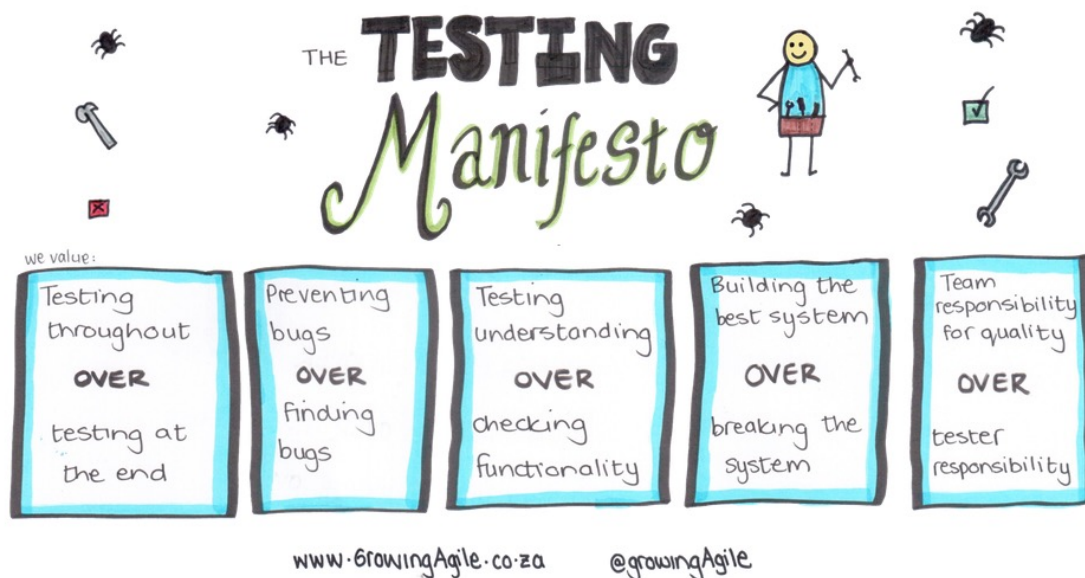 THE TESTING
Manifesto
we value:
Testing
throughout
OVER
testing at
the end
Preventing
bugs
OVER
finding
bugs
Testing
understanding
OVER
checking
functionality
Building the
best system
OVER
breaking the
system
Team
responsibility
for quality
OVER
tester
responsibility
www.GrowingAgile.co.za @growingAgile